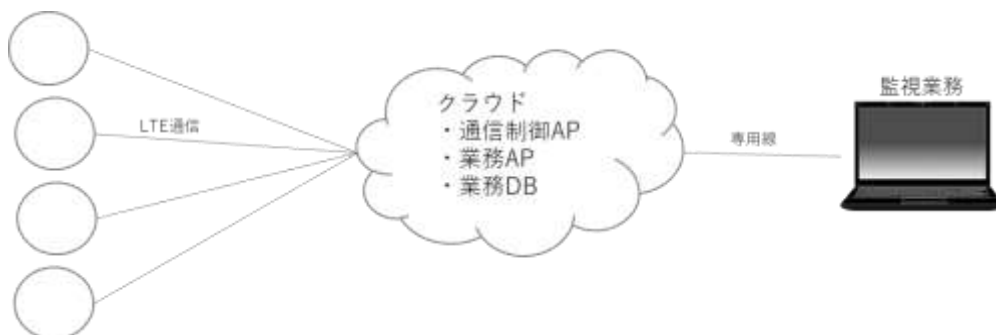 LTE通信
クラウド
・通信制御AP
・業務AP
・業務DB
専用線
監視業務